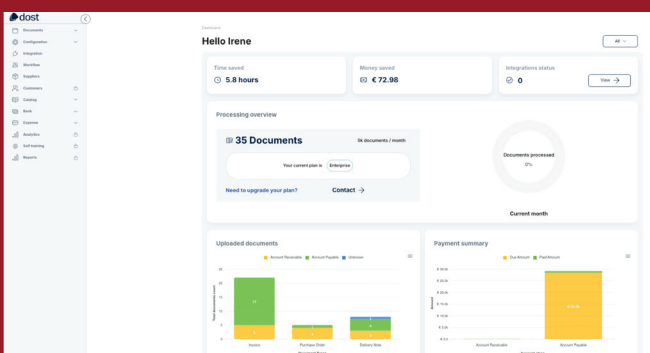 dost
Documents
Configuration
Integration
Workflow
Suppliers
Customers
Catalog
Bank
Expense
Analytics
Self training
Reports
Dashboard
Hello Irene
All
Time saved
5.8 hours
Money saved
€ 72.98
Integrations status
0
View →
Processing overview
35 Documents
5k documents / month
Your current plan is Enterprise
Need to upgrade your plan?
Contact →
Documents processed
0%
Current month
Uploaded documents
Account Receivable Account Payable Unknown
Total documents count
Invoice
Purchase Order
Delivery Note
Payment summary
Due Amount Paid Amount
Amount
Account Receivable
Account Payable